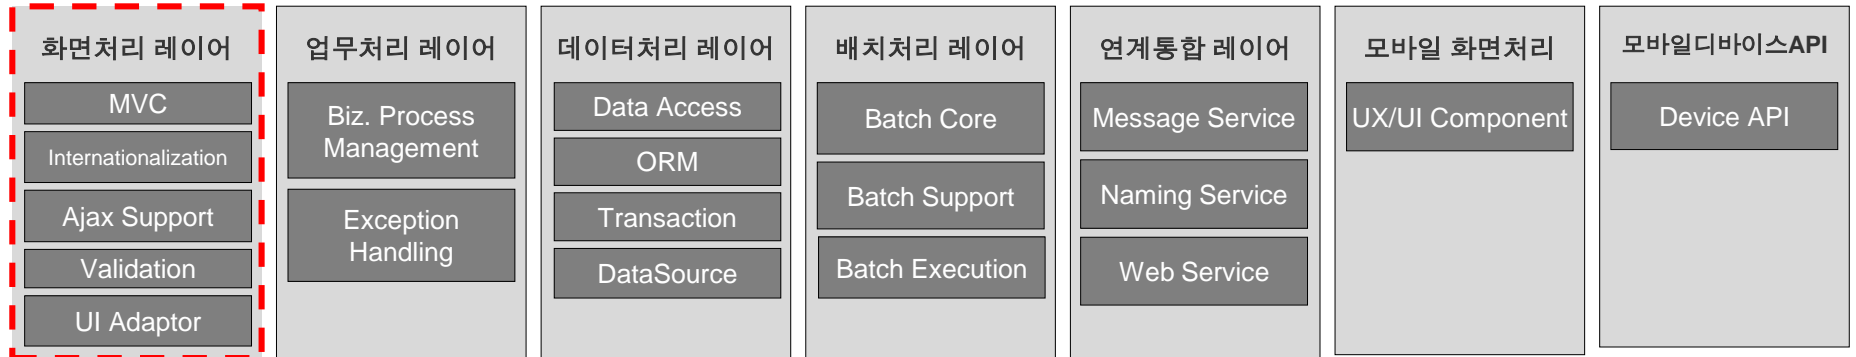 화면처리 레이어
MVC
Internationalization
Ajax Support
Validation
UI Adaptor
업무처리 레이어
Biz. Process
Management
Exception
Handling
데이터처리 레이어
Data Access
ORM
Transaction
DataSource
배치처리 레이어
Batch Core
Batch Support
Batch Execution
연계통합 레이어
Message Service
Naming Service
Web Service
모바일 화면처리
UX/UI Component
모바일디바이스API
Device API